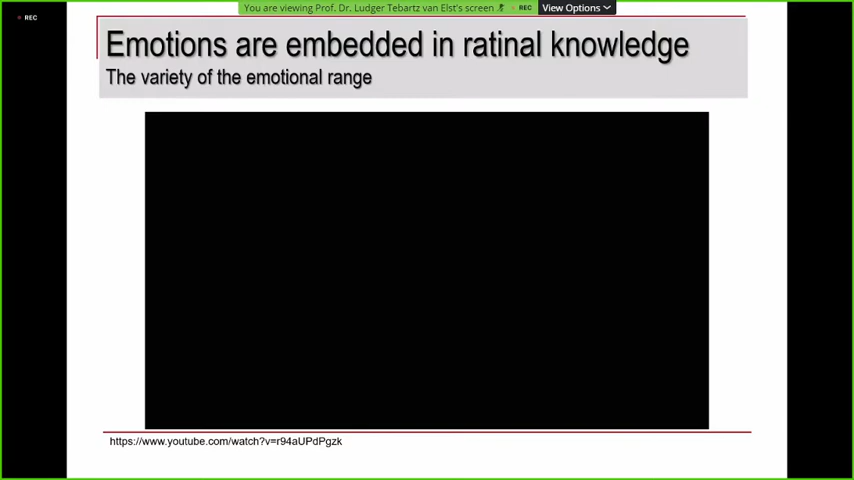 You are viewing Prof. Dr. Ludger Tebartz van Elst's screen REC View Options
REC
Emotions are embedded in ratinal knowledge
The variety of the emotional range
https://www.youtube.com/watch?v=r94aUPdPgzk